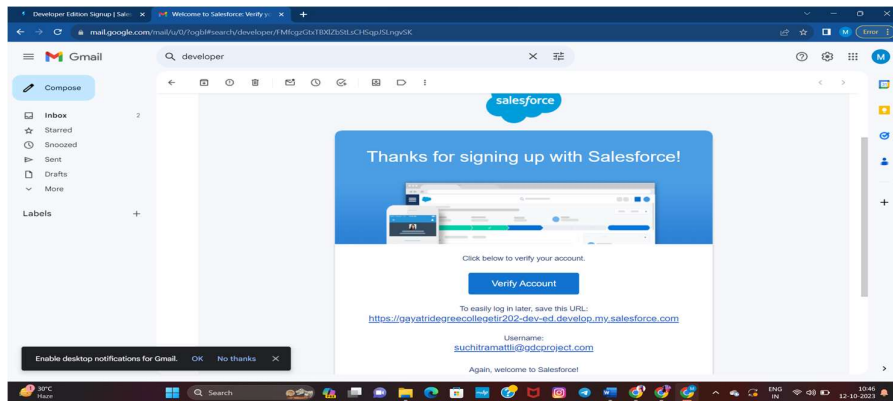 Developer Edition Signup | Sales
Welcome to Salesforce: Verify yo
mail.google.com/mail/u/0/?ogbl#search/developer/FMfcgzGtxTBXlZbStLsCHSqpJSLngvSK
M
Error
Gmail
developer
M
Compose
Inbox 2
Starred
Snoozed
Sent
Drafts
More
Labels
salesforce
Thanks for signing up with Salesforce!
Click below to verify your account.
Verify Account
To easily log in later, save this URL:
https://gayatridegreecollegetir202-dev-ed.develop.my.salesforce.com
Username:
suchitramattli@gdcproject.com
Again, welcome to Salesforce!
Enable desktop notifications for Gmail. OK No thanks
30°C
Haze
Search
ENG
IN
10:46
12-10-2023